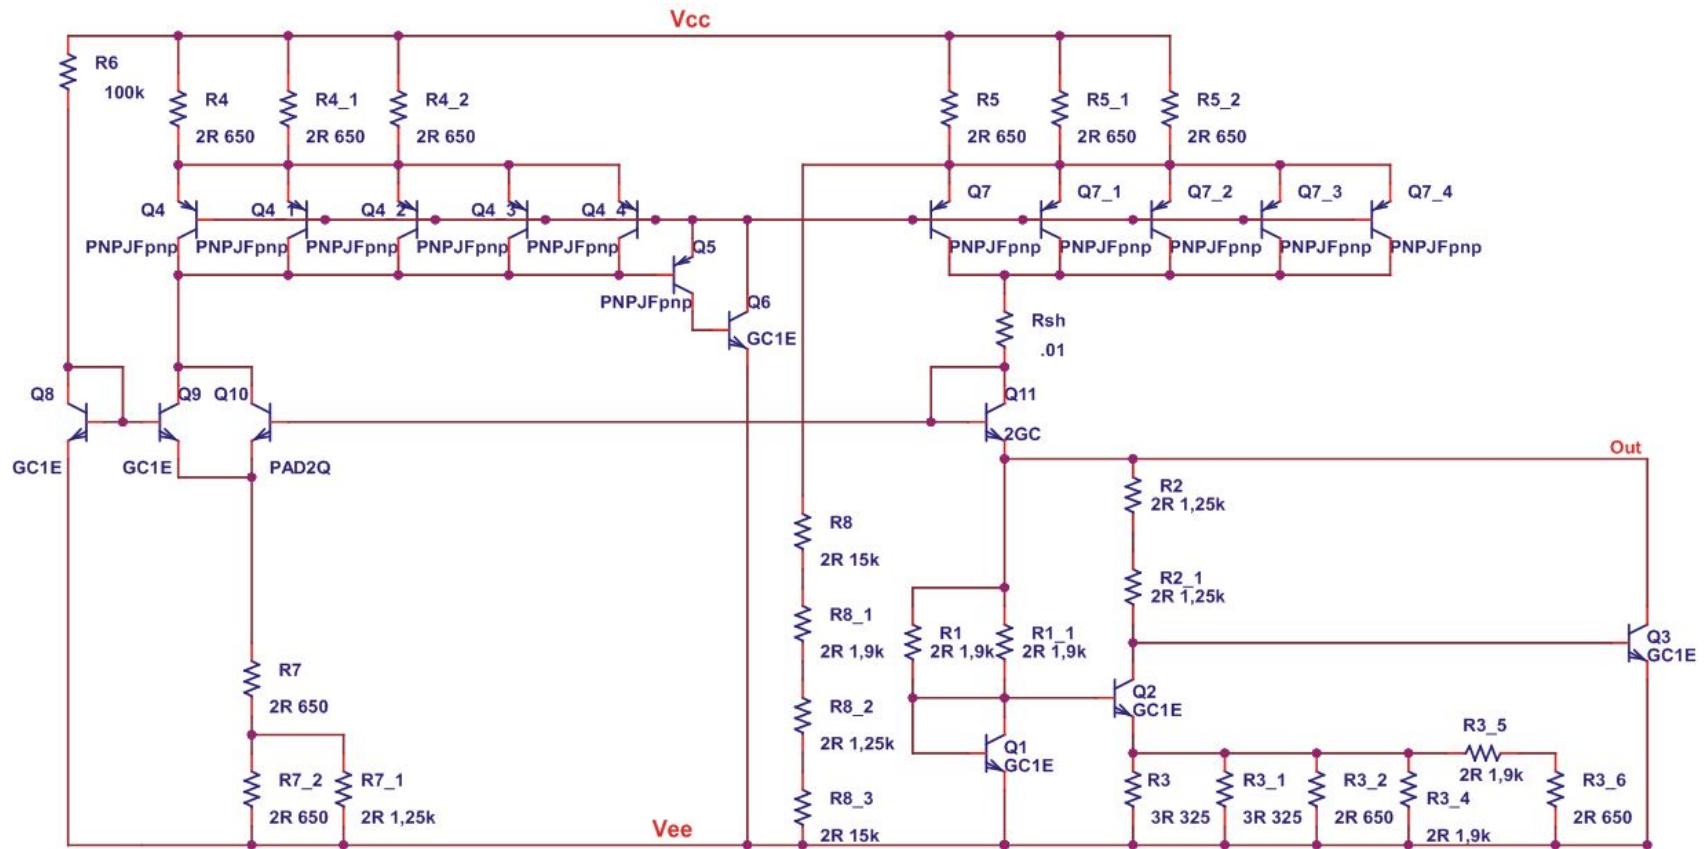 Vcc
R6
100k
R4
2R 650
R4_1
2R 650
R4_2
2R 650
R5
2R 650
R5_1
2R 650
R5_2
2R 650
Q4
PNPJFpnp
Q4_1
PNPJFpnp
Q4_2
PNPJFpnp
Q4_3
PNPJFpnp
Q4_4
PNPJFpnp
Q7
PNPJFpnp
Q7_1
PNPJFpnp
Q7_2
PNPJFpnp
Q7_3
PNPJFpnp
Q7_4
PNPJFpnp
Q5
PNPJFpnp
Q6
GC1E
Rsh
.01
Q8
GC1E
Q9
GC1E
Q10
PAD2Q
Q11
2GC
Out
R2
2R 1,25k
R8
2R 15k
R2_1
2R 1,25k
R8_1
2R 1,9k
R1
2R 1,9k
R1_1
2R 1,9k
Q3
GC1E
R7
2R 650
Q2
GC1E
R8_2
2R 1,25k
Q1
GC1E
R3_5
2R 1,9k
R7_2
2R 650
R7_1
2R 1,25k
R8_3
2R 15k
R3
3R 325
R3_1
3R 325
R3_2
2R 650
R3_4
2R 1,9k
R3_6
2R 650
Vee